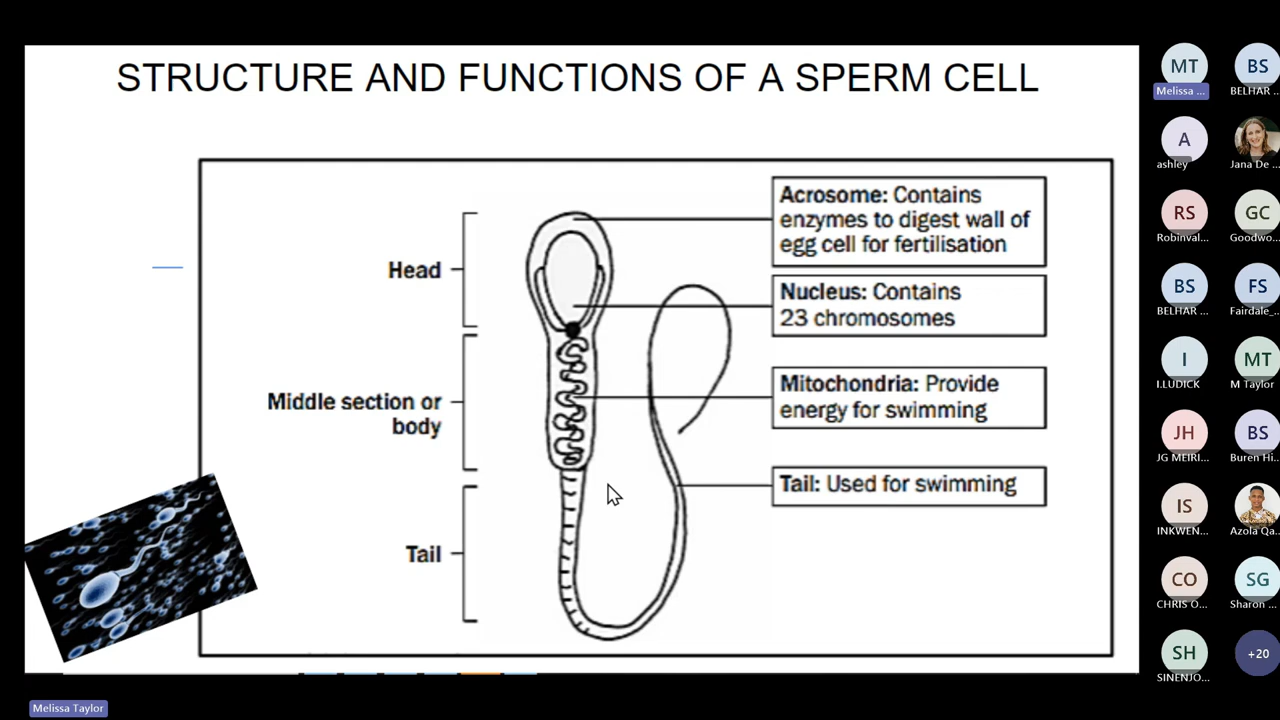 STRUCTURE AND FUNCTIONS OF A SPERM CELL
Head
Middle section or
body
Tail
Acrosome: Contains
enzymes to digest wall of
egg cell for fertilisation
Nucleus: Contains
23 chromosomes
Mitochondria: Provide
energy for swimming
Tail: Used for swimming
MT
Melissa ...
BS
BELHAR ...
A
ashley
Jana De ...
RS
Robinval...
GC
Goodwo...
BS
BELHAR ...
FS
Fairdale_...
I
I.LUDICK
MT
M Taylor
JH
JG MEIRI...
BS
Buren Hi...
IS
INKWEN...
Azola Qa...
CO
CHRIS O...
SG
Sharon ...
SH
SINENJO...
+20
Melissa Taylor